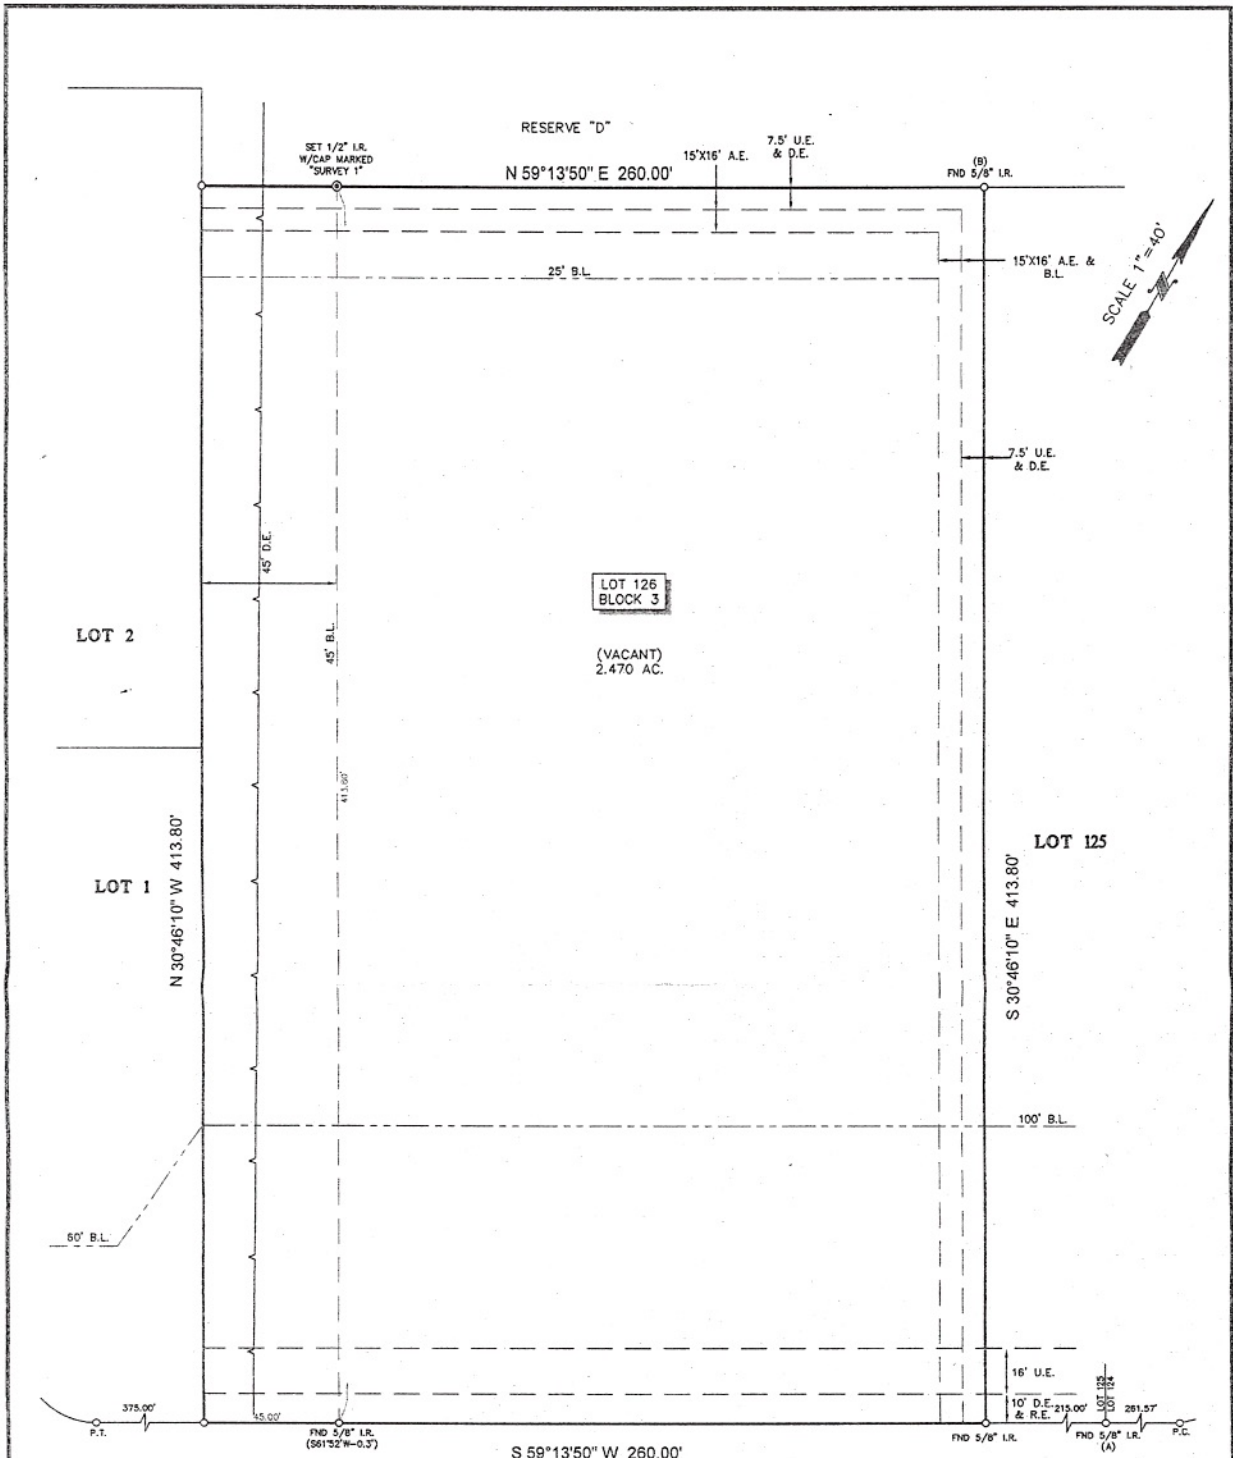 RESERVE "D"
SET 1/2" I.R.
W/CAP MARKED
"SURVEY 1"
N 59°13'50" E 260.00'
15'X16' A.E.
7.5' U.E.
& D.E.
(B)
FND 5/8" I.R.
15'X16' A.E. &
B.L.
SCALE 1"=40'
25' B.L.
7.5' U.E.
& D.E.
45' D.E.
LOT 126
BLOCK 3
(VACANT)
2.470 AC.
LOT 2
45' B.L.
N 30°46'10" W 413.80'
LOT 1
LOT 125
S 30°46'10" E 413.80'
100' B.L.
60' B.L.
16' U.E.
10' D.E.
& R.E.
375.00'
P.T.
45.00'
FND 5/8" I.R.
(S61°52'W-0.3')
S 59°13'50" W 260.00'
FND 5/8" I.R.
215.00'
LOT 125
LOT 124
FND 5/8" I.R.
(A)
261.57'
P.C.